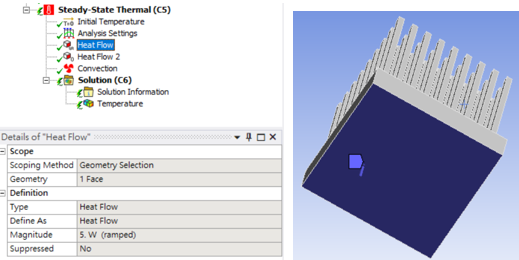 Steady-State Thermal (C5)
Initial Temperature
Analysis Settings
Heat Flow
Heat Flow 2
Convection
Solution (C6)
Solution Information
Temperature
Details of "Heat Flow"
Scope
Scoping Method Geometry Selection
Geometry 1 Face
Definition
Type Heat Flow
Define As Heat Flow
Magnitude 5. W (ramped)
Suppressed No